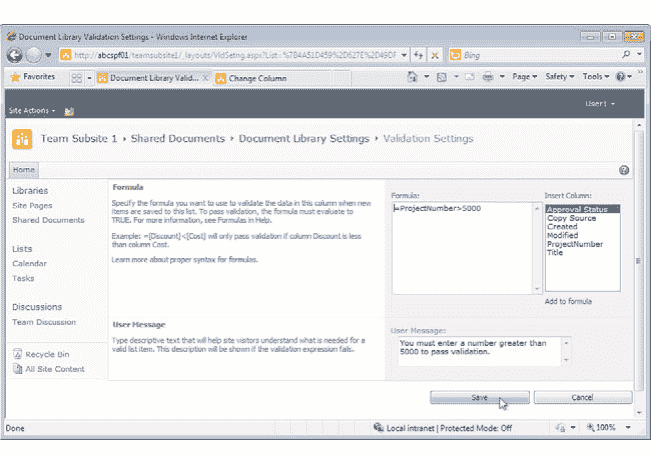 Document Library Validation Settings - Windows Internet Explorer
http://abcspf01/teamsubsite1/_layouts/VldSetng.aspx?List=%7B4A51D459%2D627E%2D49DF
Bing
Favorites
Document Library Valid...
Change Column
Page
Safety
Tools
Site Actions
User1
Team Subsite 1 ▸ Shared Documents ▸ Document Library Settings ▸ Validation Settings
Home
Libraries
Site Pages
Shared Documents
Lists
Calendar
Tasks
Discussions
Team Discussion
Recycle Bin
All Site Content
Formula
Specify the formula you want to use to validate the data in this column when new
items are saved to this list. To pass validation, the formula must evaluate to
TRUE. For more information, see Formulas in Help.
Example: =[Discount]<[Cost] will only pass validation if column Discount is less
than column Cost.
Learn more about proper syntax for formulas.
Formula:
=ProjectNumber>5000
Insert Column:
Approval Status
Copy Source
Created
Modified
ProjectNumber
Title
Add to formula
User Message
Type descriptive text that will help site visitors understand what is needed for a
valid list item. This description will be shown if the validation expression fails.
User Message:
You must enter a number greater than
5000 to pass validation.
Save
Cancel
Done
Local intranet | Protected Mode: Off
100%